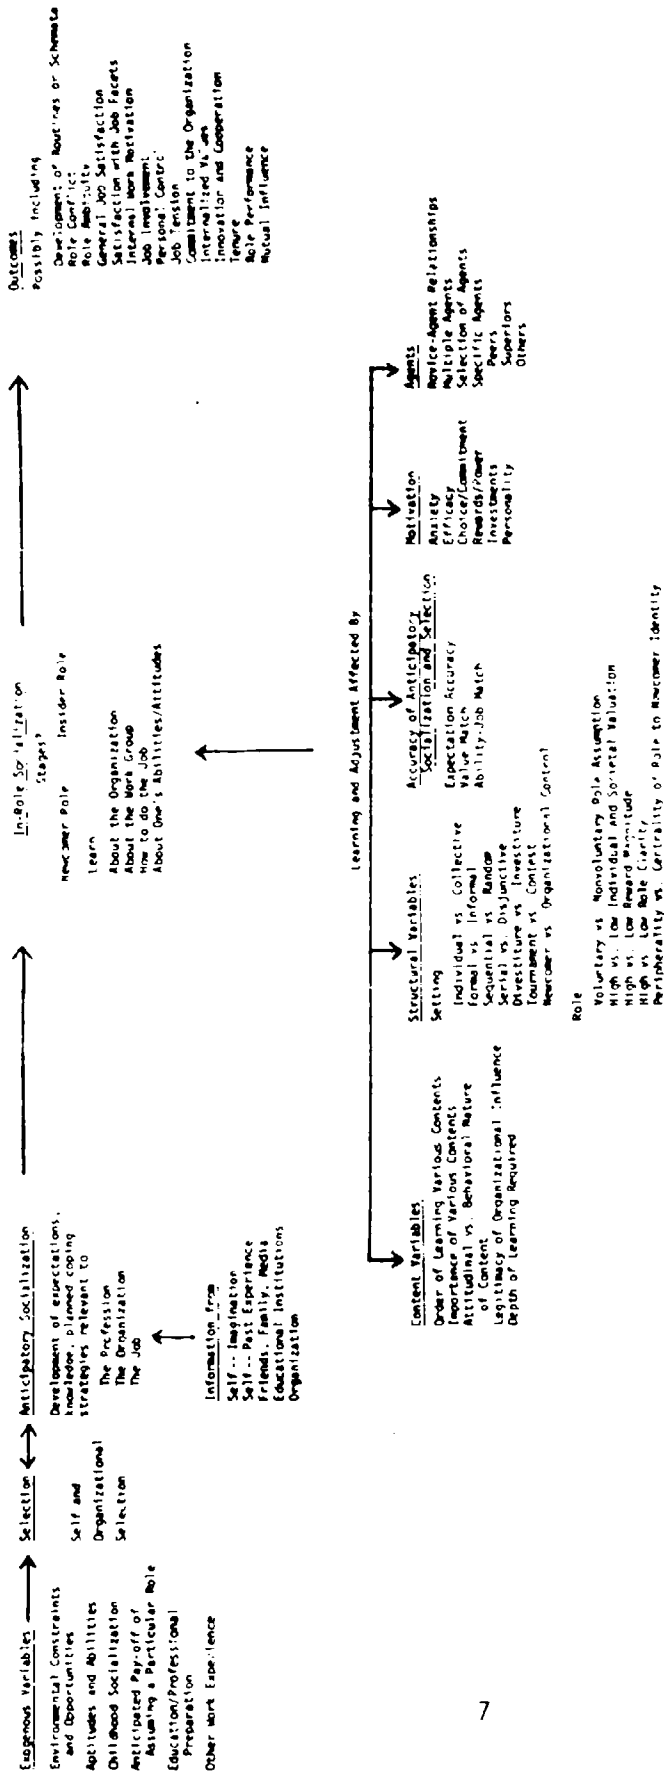 Exogenous Variables
Environmental Constraints
and Opportunities
Aptitudes and Abilities
Childhood Socialization
Anticipated Pay-off of
Assuming a Particular Role
Education/Professional
Preparation
Other Work Experience
Selection
Self and
Organizational
Selection
Anticipatory Socialization
Development of expectations,
knowledge, planned coping
strategies relevant to
The Profession
The Organization
The Job
Information from
Self -- Imagination
Self -- Past Experience
Friends, Family, Media
Educational Institutions
Organization
In-Role Socialization
Stages?
Newcomer Role Insider Role
Learn
About the Organization
About the Work Group
How to do the Job
About One's Abilities/Attitudes
Outcomes
Possibly Including
Development of Routines or Schemata
Role Conflict
Role Ambiguity
General Job Satisfaction
Satisfaction with Job Facets
Internal Work Motivation
Job Involvement
Personal Control
Job Tension
Commitment to the Organization
Internalized Values
Innovation and Cooperation
Tenure
Role Performance
Mutual Influence
Learning and Adjustment Affected By
Content Variables
Order of Learning Various Contents
Importance of Various Contents
Attitudinal vs. Behavioral Nature
of Content
Legitimacy of Organizational Influence
Depth of Learning Required
Structural Variables
Setting
Individual vs Collective
Formal vs Informal
Sequential vs Random
Serial vs. Disjunctive
Divestiture vs Investiture
Tournament vs Contest
Newcomer vs Organizational Control
Role
Voluntary vs Nonvoluntary Role Assumption
High vs. Low Individual And Societal Valuation
High vs. Low Reward Magnitude
High vs. Low Role Clarity
Peripherality vs. Centrality of Role to Newcomer Identity
Accuracy of Anticipatory
Socialization and Selection
Expectation Accuracy
Value Match
Ability-Job Match
Motivation
Anxiety
Efficacy
Choice/Commitment
Rewards/Power
Investments
Personality
Agents
Novice-Agent Relationships
Multiple Agents
Selection of Agents
Specific Agents
Peers
Superiors
Others
7